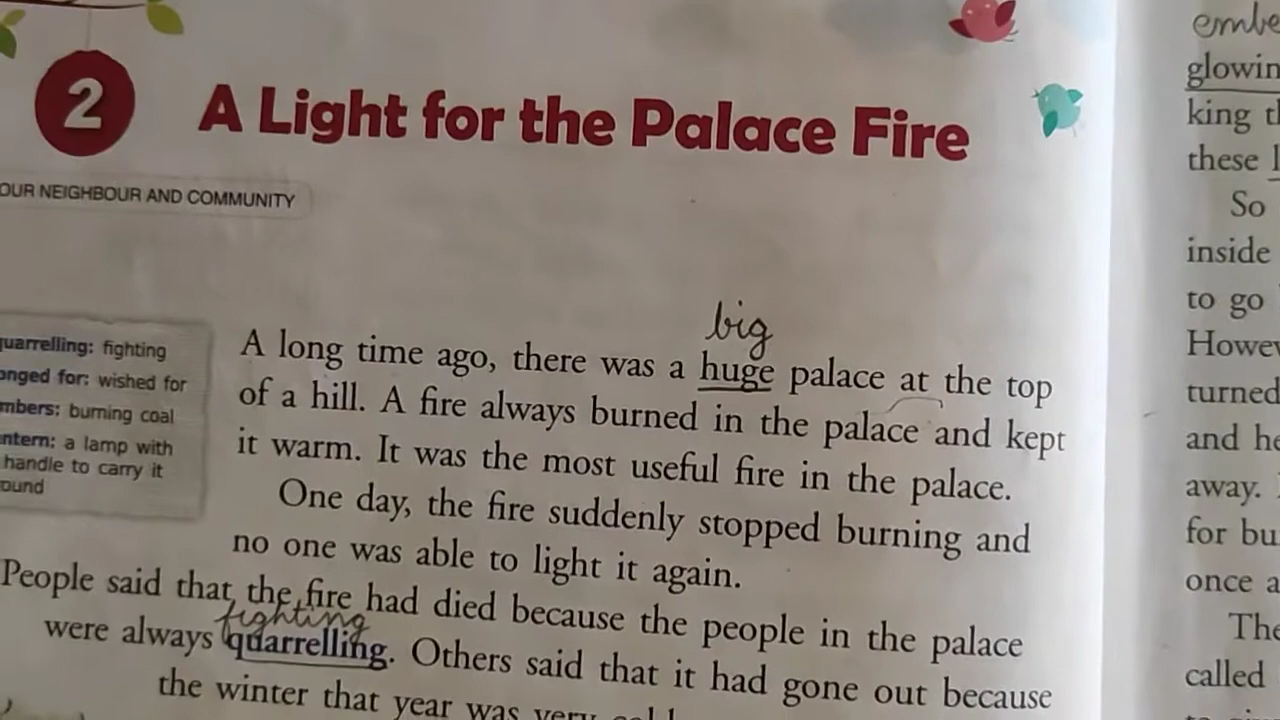 2
A Light for the Palace Fire
OUR NEIGHBOUR AND COMMUNITY
quarrelling: fighting
onged for: wished for
mbers: burning coal
ntern: a lamp with
handle to carry it
ound
big
A long time ago, there was a huge palace at the top
of a hill. A fire always burned in the palace and kept
it warm. It was the most useful fire in the palace.
One day, the fire suddenly stopped burning and
no one was able to light it again.
People said that the fire had died because the people in the palace
fighting
were always quarrelling. Others said that it had gone out because
the winter that year was very
embe
glowin
king th
these l
So
inside
to go
Howev
turned
and he
away.
for bu
once a
The
called